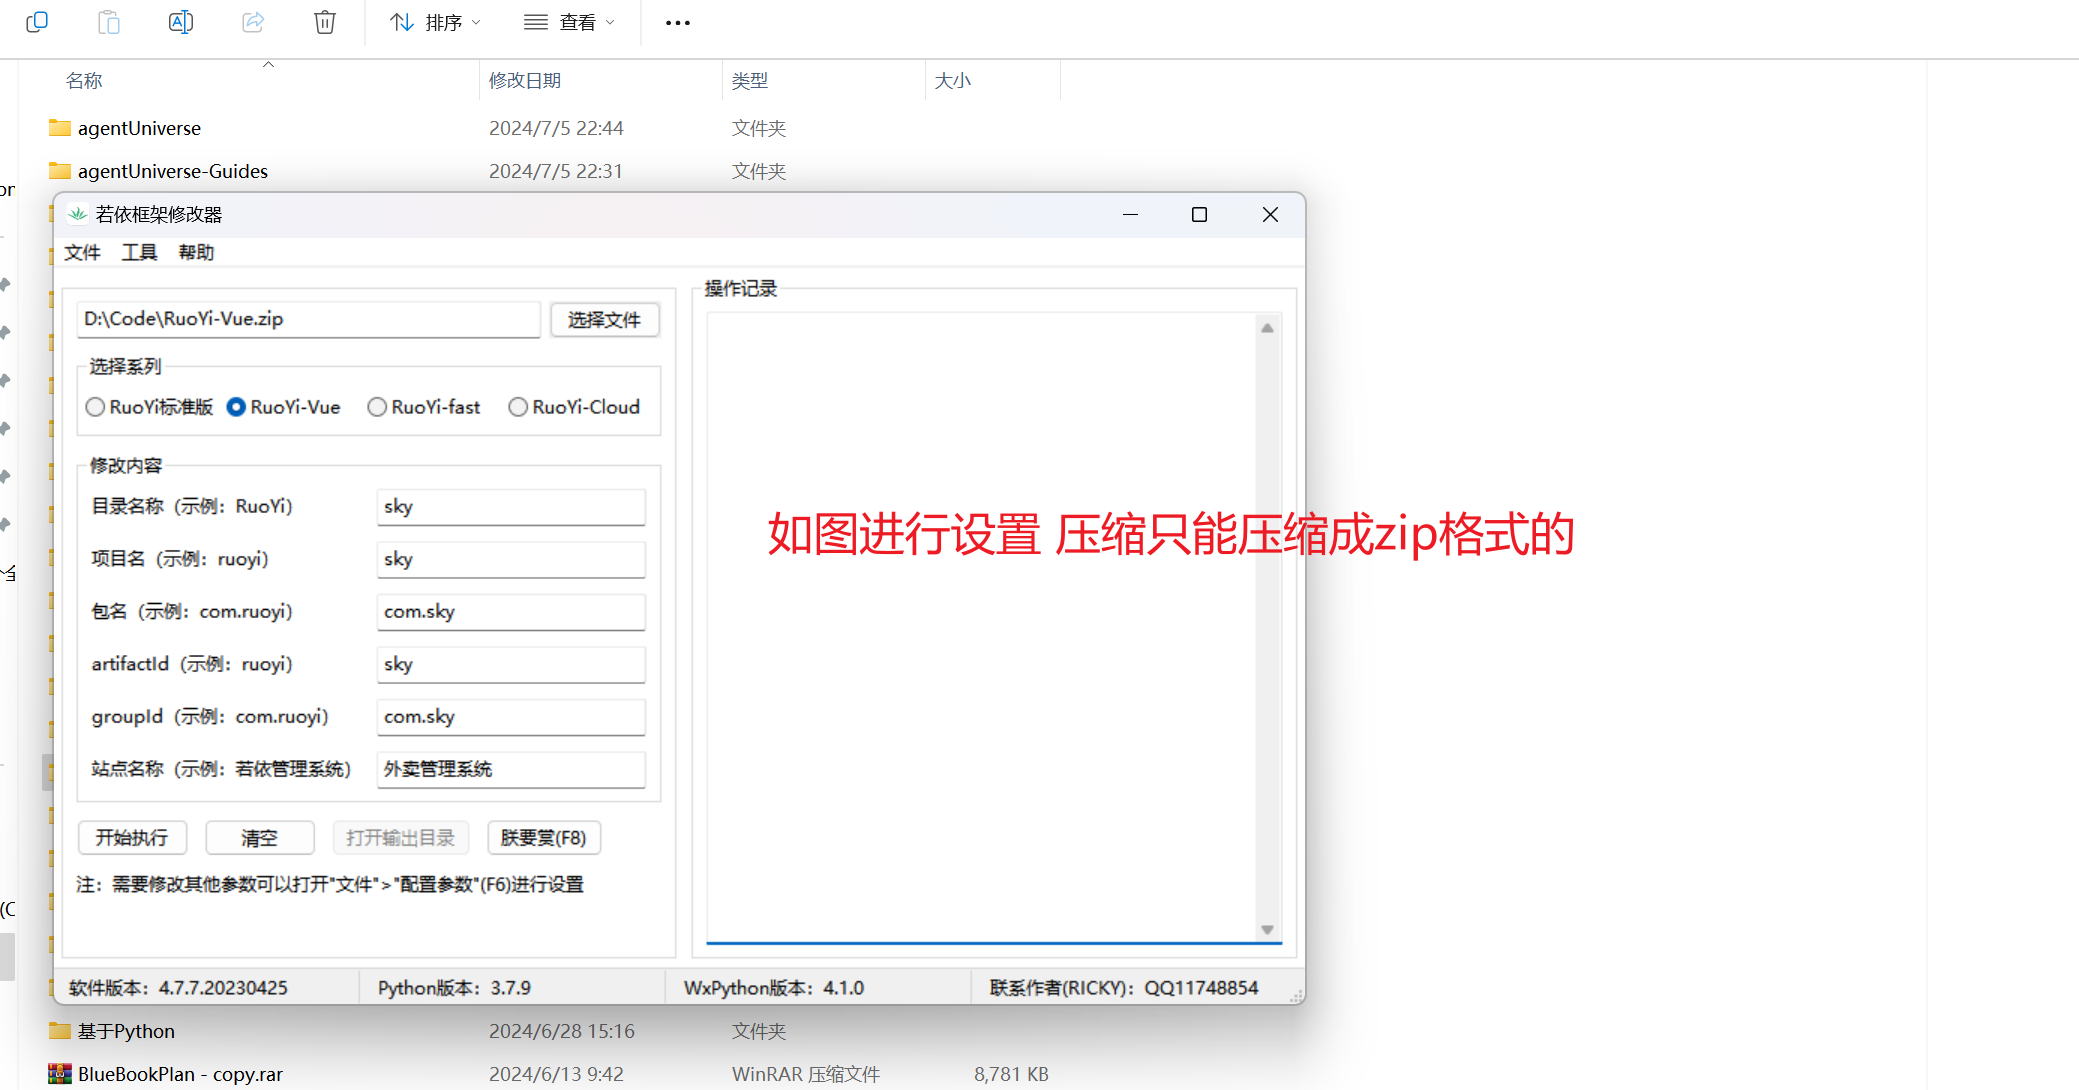 排序
查看
名称
修改日期
类型
大小
agentUniverse
2024/7/5 22:44
文件夹
agentUniverse-Guides
2024/7/5 22:31
文件夹
若依框架修改器
文件 工具 帮助
D:\Code\RuoYi-Vue.zip
选择文件
选择系列
RuoYi标准版 RuoYi-Vue RuoYi-fast RuoYi-Cloud
修改内容
目录名称（示例：RuoYi） sky
项目名（示例：ruoyi） sky
包名（示例：com.ruoyi） com.sky
artifactId（示例：ruoyi） sky
groupId（示例：com.ruoyi） com.sky
站点名称（示例：若依管理系统） 外卖管理系统
开始执行 清空 打开输出目录 朕要赏(F8)
注：需要修改其他参数可以打开"文件">"配置参数"(F6)进行设置
操作记录
如图进行设置 压缩只能压缩成zip格式的
软件版本：4.7.7.20230425
Python版本：3.7.9
WxPython版本：4.1.0
联系作者(RICKY)：QQ11748854
基于Python
2024/6/28 15:16
文件夹
BlueBookPlan - copy.rar
2024/6/13 9:42
WinRAR 压缩文件
8,781 KB